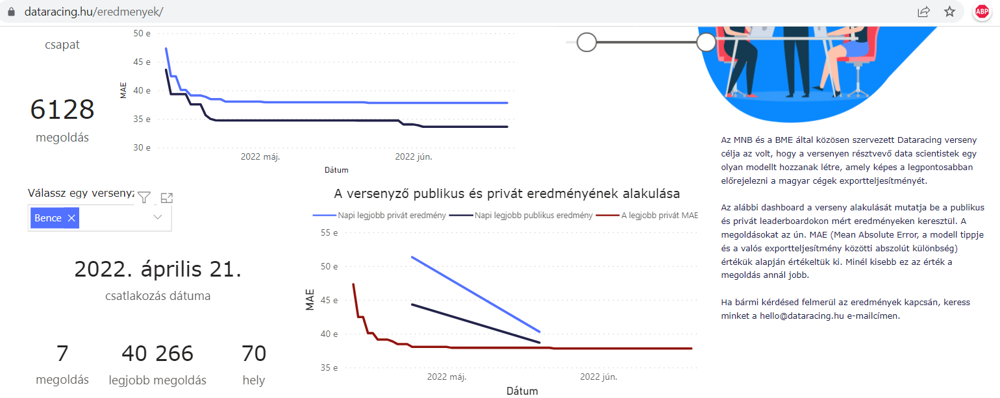 dataracing.hu/eredmenyek/
ABP
csapat
6128
megoldás
50 e
45 e
40 e
35 e
30 e
MAE
2022 máj.
2022 jún.
Dátum
Válassz egy versenyz
Bence
2022. április 21.
csatlakozás dátuma
7
megoldás
40 266
legjobb megoldás
70
hely
A versenyző publikus és privát eredményének alakulása
Napi legjobb privát eredmény
Napi legjobb publikus eredmény
A legjobb privát MAE
55 e
50 e
45 e
40 e
35 e
MAE
2022 máj.
2022 jún.
Dátum
Az MNB és a BME által közösen szervezett Dataracing verseny
célja az volt, hogy a versenyen résztvevő data scientistek egy
olyan modellt hozzanak létre, amely képes a legpontosabban
előrejelezni a magyar cégek exportteljesítményét.
Az alábbi dashboard a verseny alakulását mutatja be a publikus
és privát leaderboardokon mért eredményeken keresztül. A
megoldásokat az ún. MAE (Mean Absolute Error, a modell tippje
és a valós exportteljesítmény közötti abszolút különbség)
értékük alapján értékeltük ki. Minél kisebb ez az érték a
megoldás annál jobb.
Ha bármi kérdésed felmerül az eredmények kapcsán, keress
minket a hello@dataracing.hu e-mailcímen.